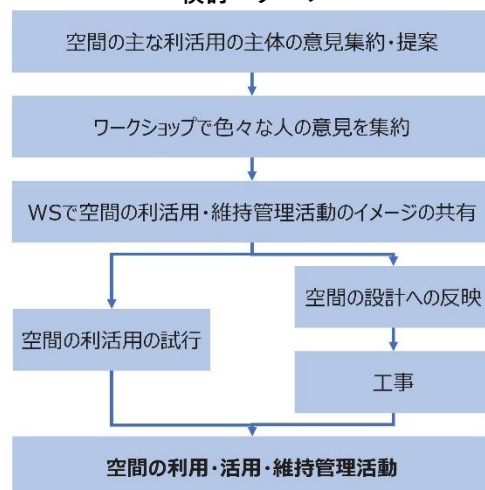 空間の主な利活用の主体の意見集約・提案
ワークショップで色々な人の意見を集約
WSで空間の利活用・維持管理活動のイメージの共有
空間の設計への反映
空間の利活用の試行
工事
空間の利用・活用・維持管理活動